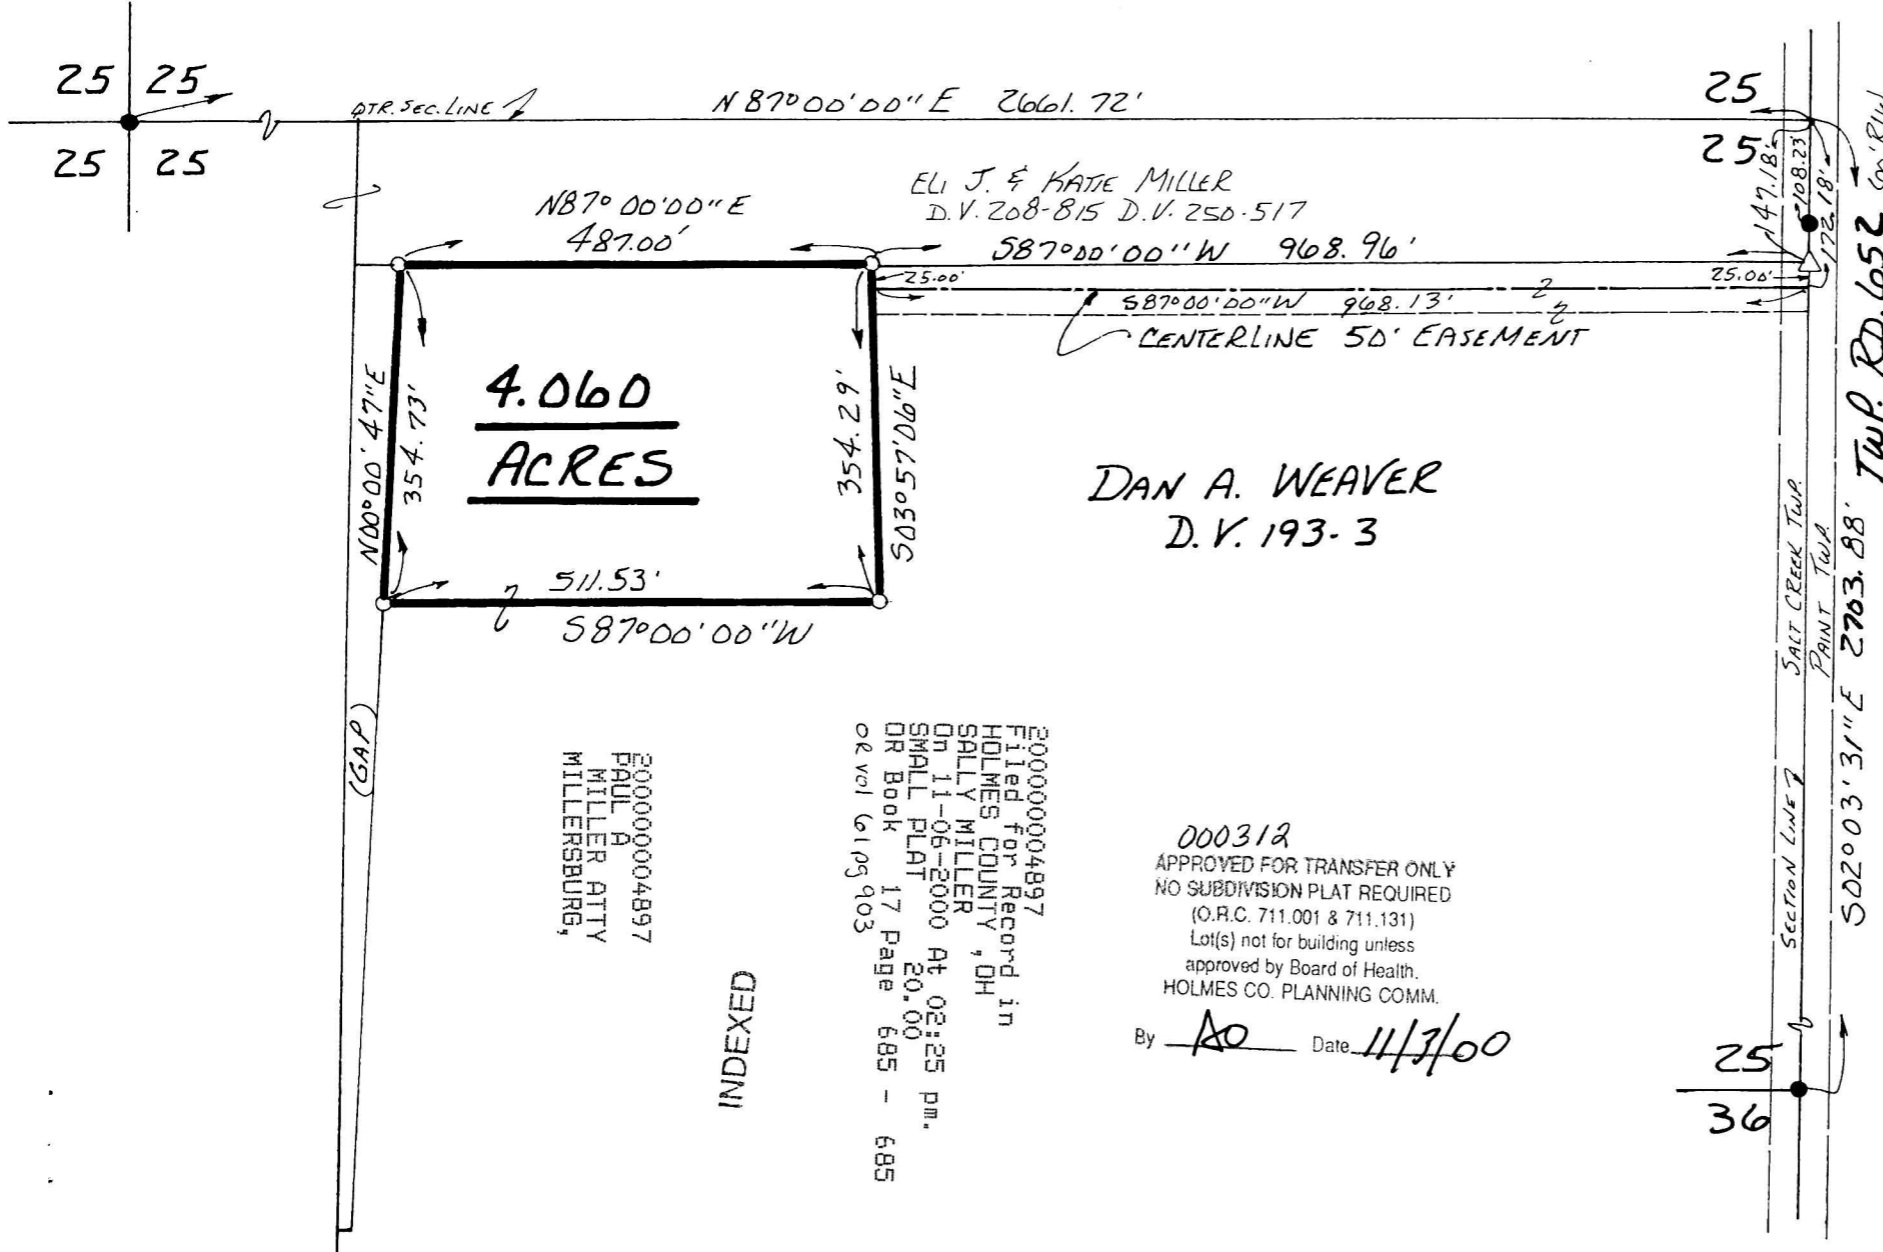 25 25
25 25
QTR. SEC. LINE
N 87° 00' 00" E 2661.72'
25
25
147.18'
108.23'
172.18'
60' R/W
TWP. RD. 652
ELI J. & KATIE MILLER
D.V. 208-815 D.V. 250-517
N87° 00' 00" E
487.00'
S87° 00' 00" W 968.96'
25.00'
25.00'
S87° 00' 00" W 968.13'
CENTERLINE 50' EASEMENT
N00° 00' 47" E
354.73'
4.060
ACRES
354.29'
S03° 57' 06" E
DAN A. WEAVER
D.V. 193-3
511.53'
S87° 00' 00" W
SALT CREEK TWP.
PAINT TWP.
S02° 03' 31" E 2703.88'
SECTION LINE
(GAP)
200000004897
PAUL A
MILLER ATTY
MILLERSBURG,
200000004897
Filed for Record in
HOLMES COUNTY, OH
SALLY MILLER
On 11-06-2000 At 02:25 pm.
SMALL PLAT 20.00
OR Book 17 Page 685 - 685
OR Vol 61 pg 903
INDEXED
000312
APPROVED FOR TRANSFER ONLY
NO SUBDIVISION PLAT REQUIRED
(O.R.C. 711.001 & 711.131)
Lot(s) not for building unless
approved by Board of Health.
HOLMES CO. PLANNING COMM.
By AO Date 11/3/00
25
36